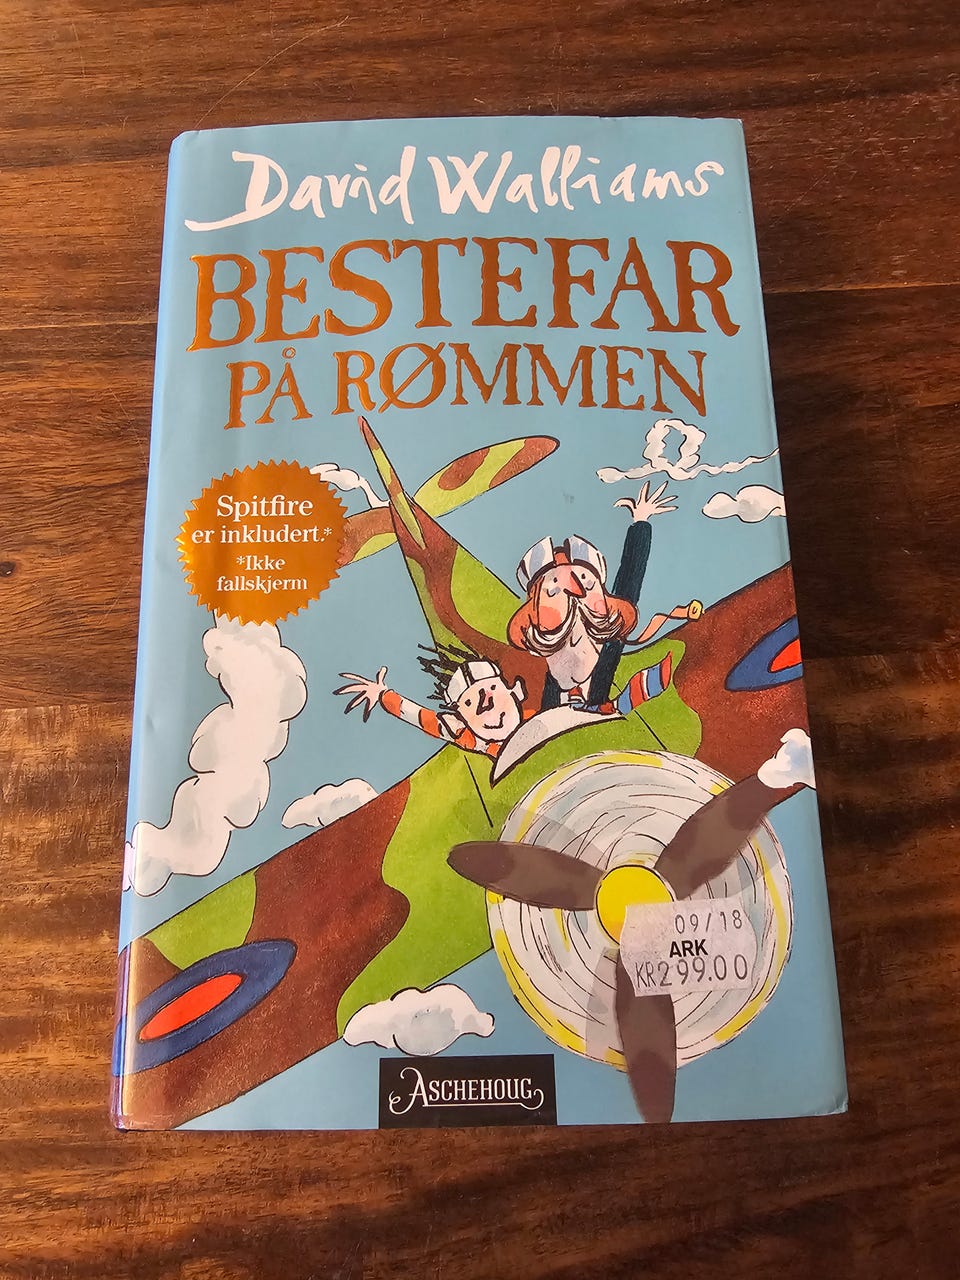 David Walliams
BESTEFAR
PÅ RØMMEN
Spitfire
er inkludert.*
*Ikke
fallskjerm
09/18
ARK
KR299.00
ASCHEHOUG